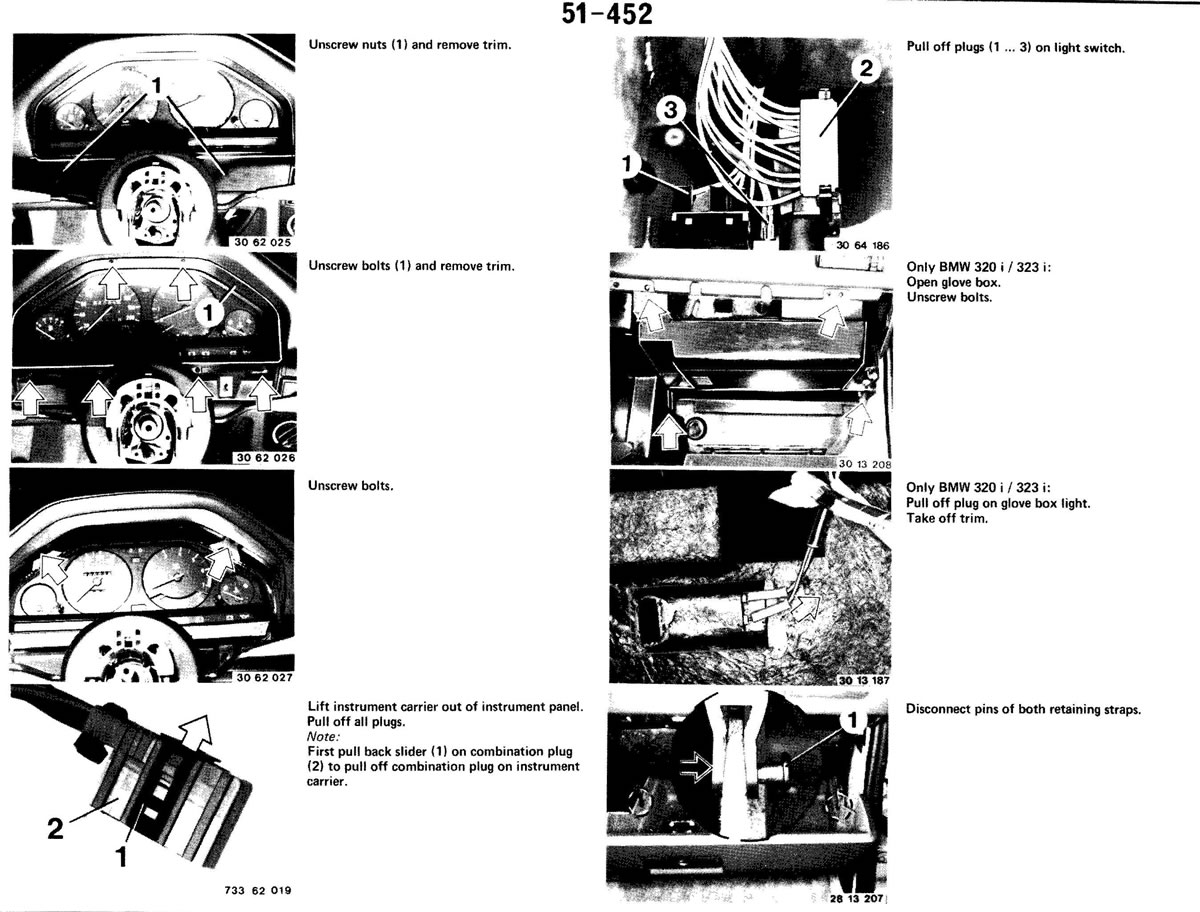 51-452
Unscrew nuts (1) and remove trim.
1
30 62 025
Unscrew bolts (1) and remove trim.
1
30 62 026
Unscrew bolts.
30 62 027
Lift instrument carrier out of instrument panel.
Pull off all plugs.
Note:
First pull back slider (1) on combination plug
(2) to pull off combination plug on instrument
carrier.
2
1
733 62 019
Pull off plugs (1 ... 3) on light switch.
2
3
1
30 64 186
Only BMW 320 i / 323 i:
Open glove box.
Unscrew bolts.
30 13 208
Only BMW 320 i / 323 i:
Pull off plug on glove box light.
Take off trim.
30 13 187
Disconnect pins of both retaining straps.
1
28 13 207